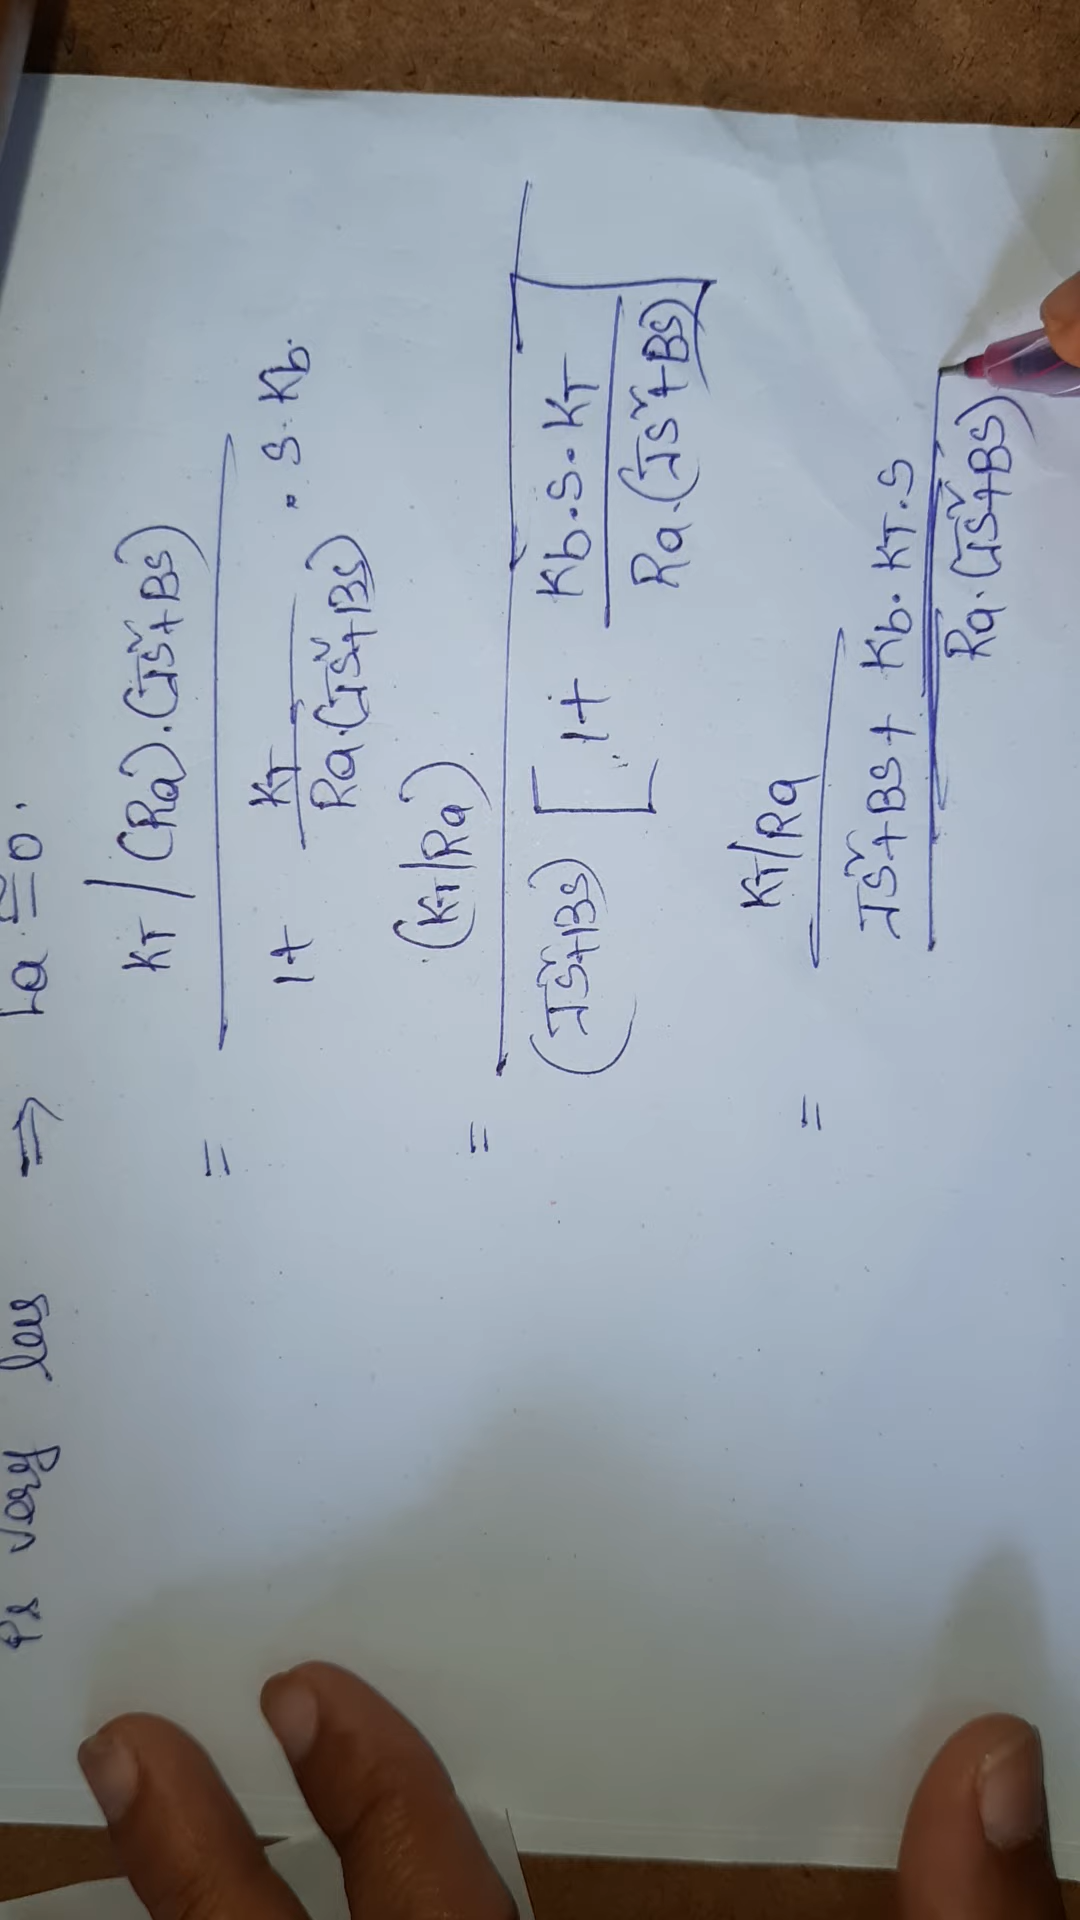 is very less ⇒ La ≅ 0.
KT / (Ra).(Js²+Bs)
=
1+ KT . s. Kb.
Ra.(Js²+Bs)
(KT/Ra)
=
(Js²+Bs) [ 1+ Kb.s.KT
Ra.(Js²+Bs)
KT/Ra
=
Js²+Bs+ Kb.KT.s
Ra.(Js²+Bs)